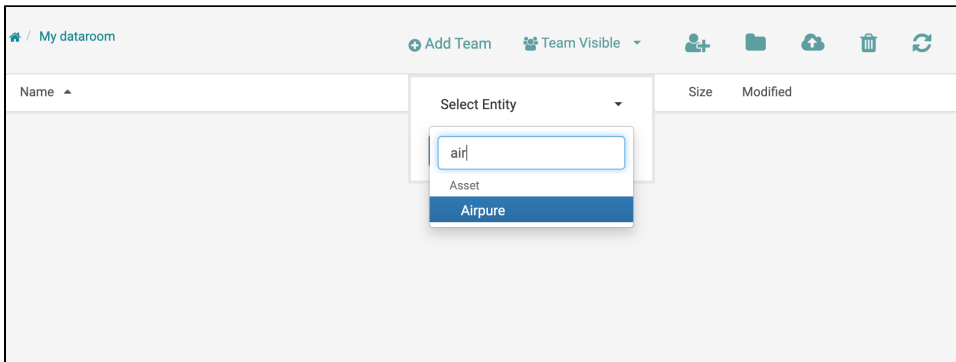 / My dataroom
Add Team
Team Visible
Name
Size
Modified
Select Entity
air
Asset
Airpure